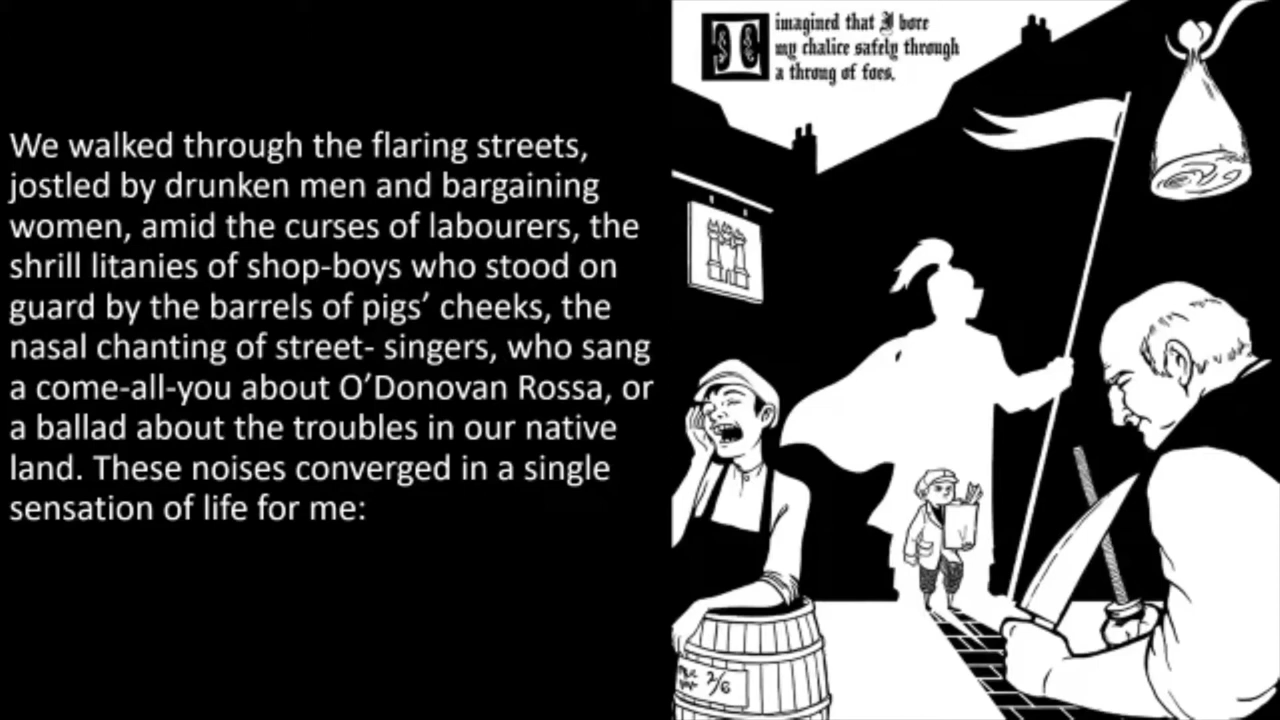 We walked through the flaring streets,
jostled by drunken men and bargaining
women, amid the curses of labourers, the
shrill litanies of shop-boys who stood on
guard by the barrels of pigs’ cheeks, the
nasal chanting of street- singers, who sang
a come-all-you about O’Donovan Rossa, or
a ballad about the troubles in our native
land. These noises converged in a single
sensation of life for me:
I imagined that I bore
my chalice safely through
a throng of foes.
2/6